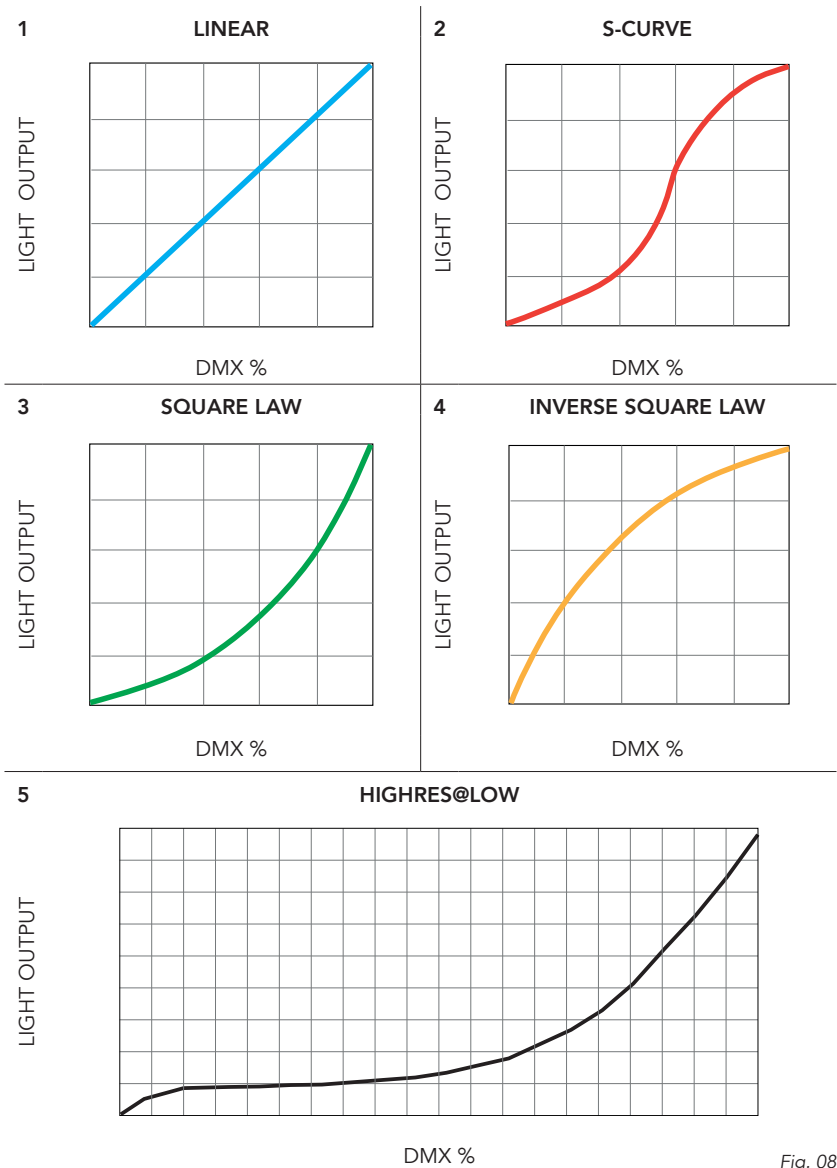 1 LINEAR
LIGHT OUTPUT
DMX %
2 S-CURVE
LIGHT OUTPUT
DMX %
3 SQUARE LAW
LIGHT OUTPUT
DMX %
4 INVERSE SQUARE LAW
LIGHT OUTPUT
DMX %
5 HIGHRES@LOW
LIGHT OUTPUT
DMX %
Fig. 08